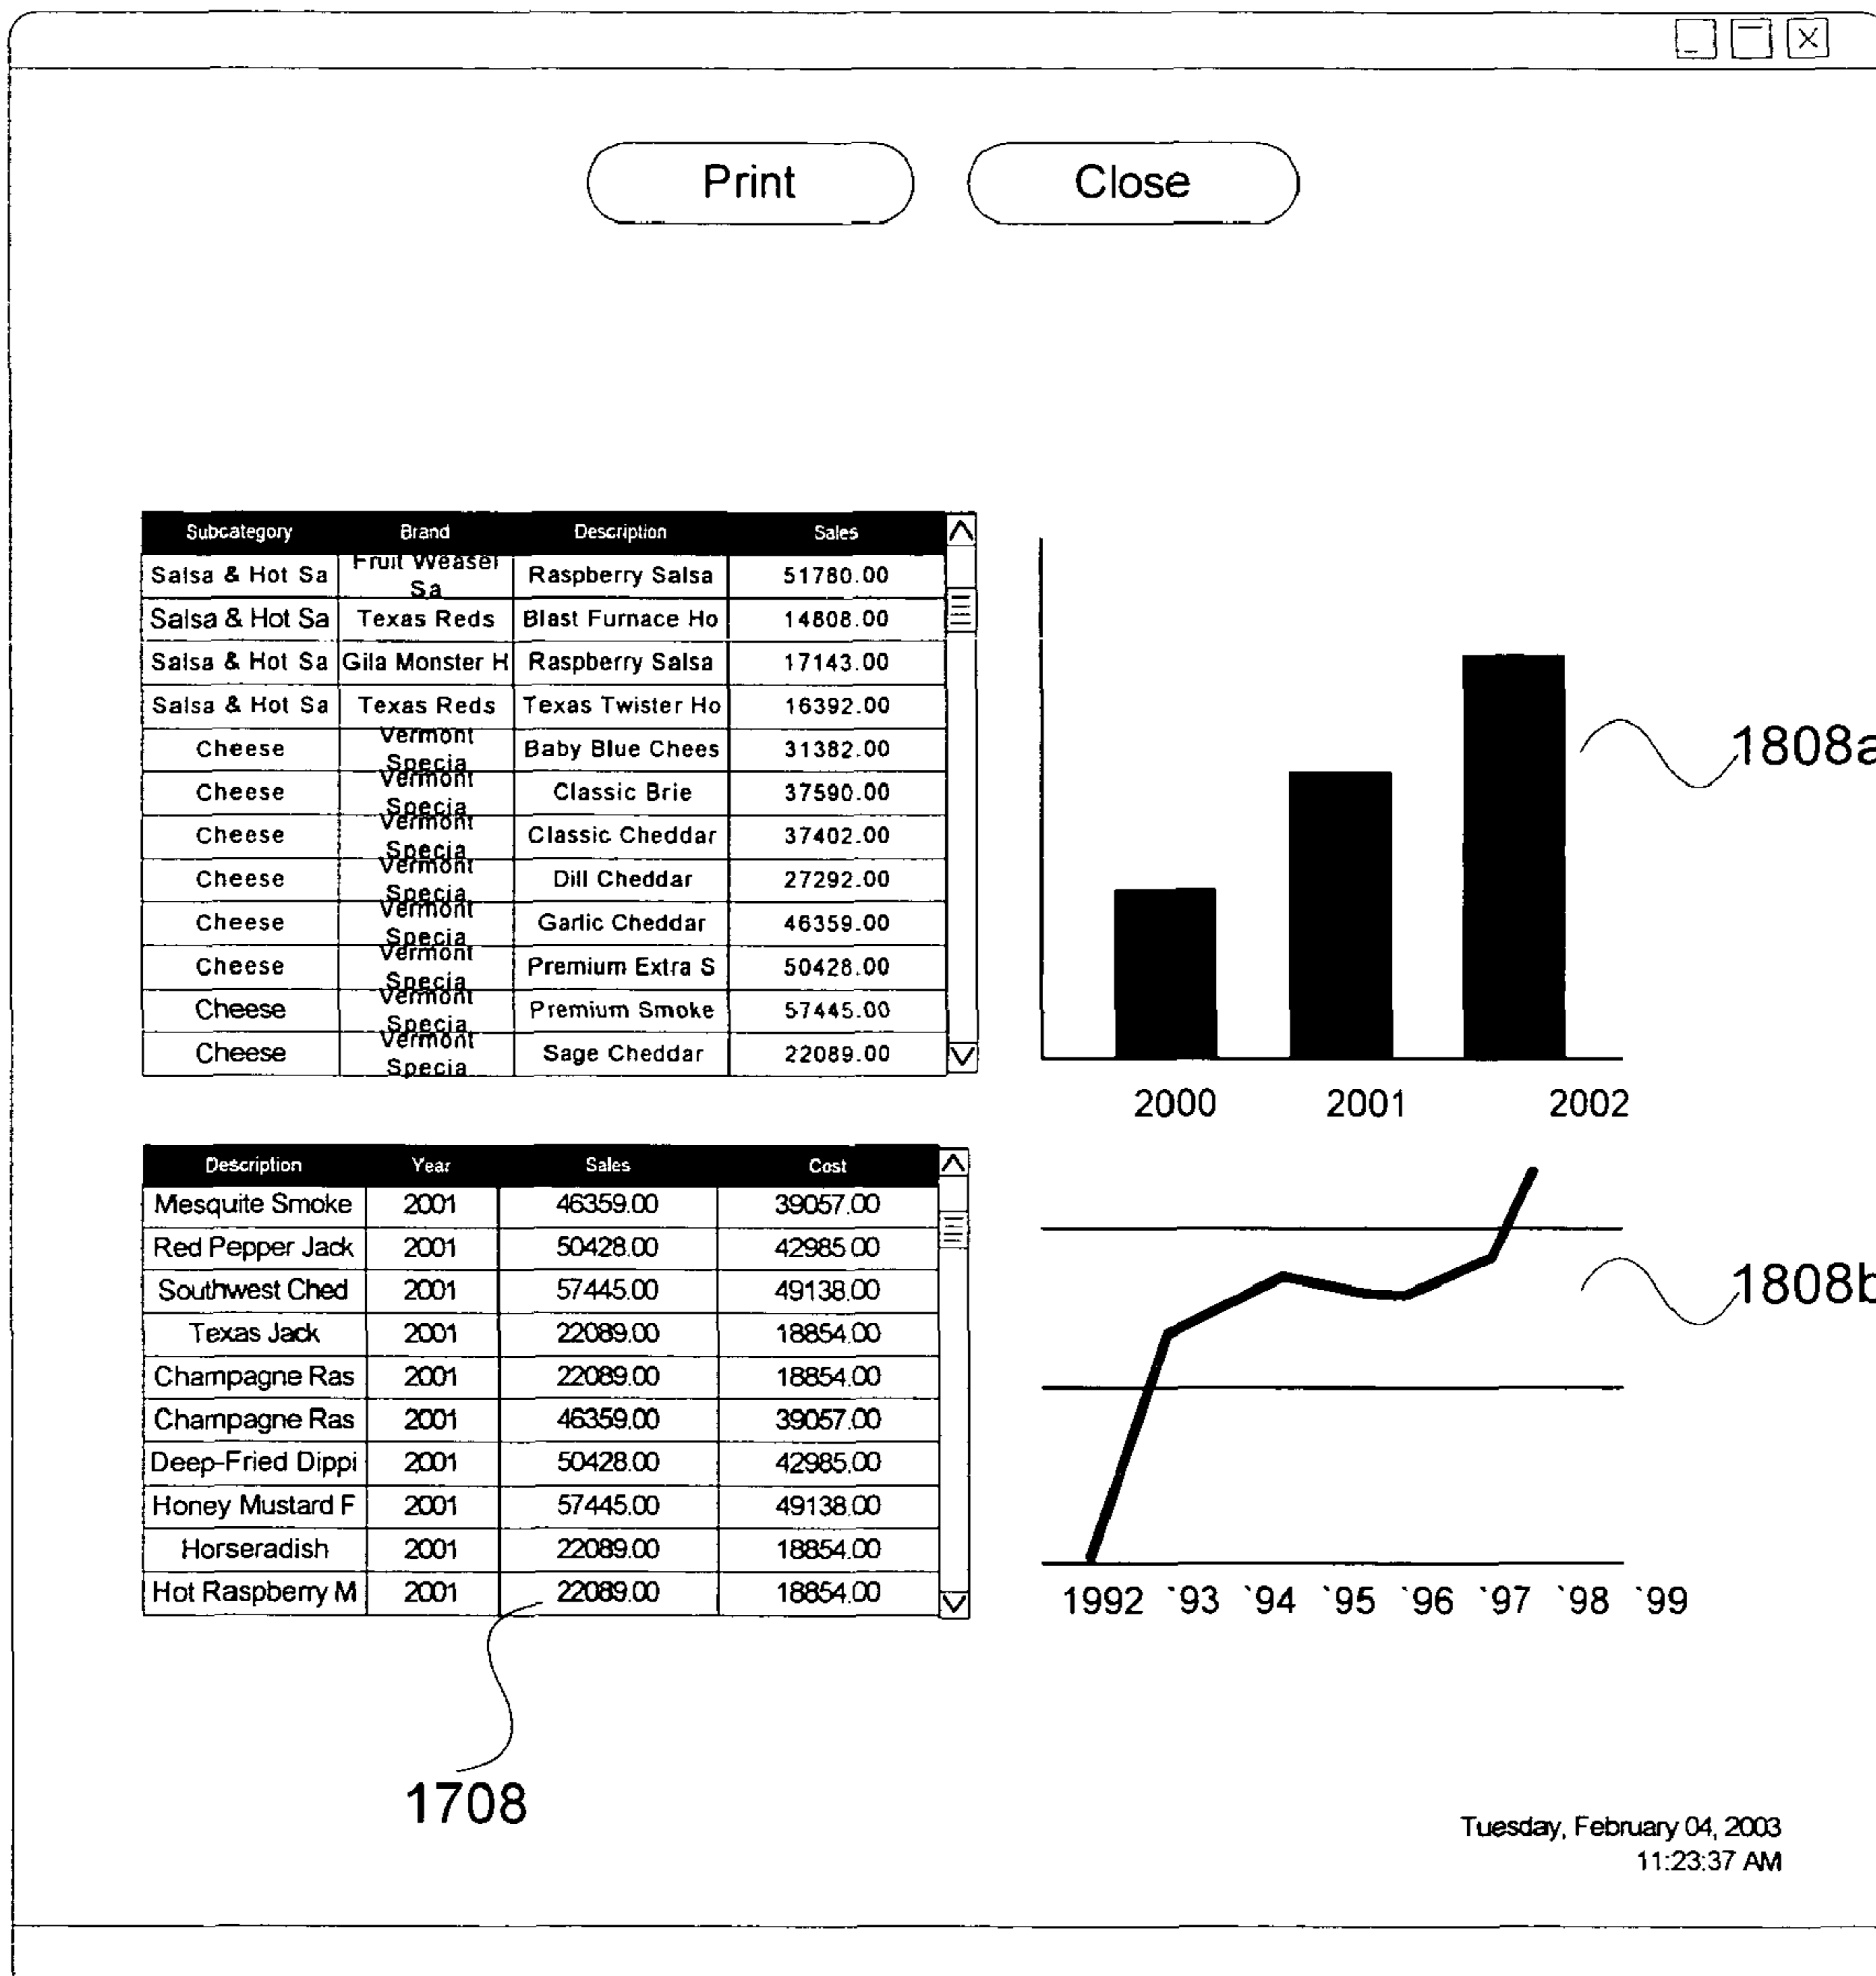 Print Close
Subcategory Brand Description Sales
Salsa & Hot Sa Fruit Weasel Sa Raspberry Salsa 51780.00
Salsa & Hot Sa Texas Reds Blast Furnace Ho 14808.00
Salsa & Hot Sa Gila Monster H Raspberry Salsa 17143.00
Salsa & Hot Sa Texas Reds Texas Twister Ho 16392.00
Cheese Vermont Specia Baby Blue Chees 31382.00
Cheese Vermont Specia Classic Brie 37590.00
Cheese Vermont Specia Classic Cheddar 37402.00
Cheese Vermont Specia Dill Cheddar 27292.00
Cheese Vermont Specia Garlic Cheddar 46359.00
Cheese Vermont Specia Premium Extra S 50428.00
Cheese Vermont Specia Premium Smoke 57445.00
Cheese Vermont Specia Sage Cheddar 22089.00
1808a
2000 2001 2002
Description Year Sales Cost
Mesquite Smoke 2001 46359.00 39057.00
Red Pepper Jack 2001 50428.00 42985.00
Southwest Ched 2001 57445.00 49138.00
Texas Jack 2001 22089.00 18854.00
Champagne Ras 2001 22089.00 18854.00
Champagne Ras 2001 46359.00 39057.00
Deep-Fried Dippi 2001 50428.00 42985.00
Honey Mustard F 2001 57445.00 49138.00
Horseradish 2001 22089.00 18854.00
Hot Raspberry M 2001 22089.00 18854.00
1808b
1992 `93 `94 `95 `96 `97 `98 `99
1708
Tuesday, February 04, 2003
11:23:37 AM